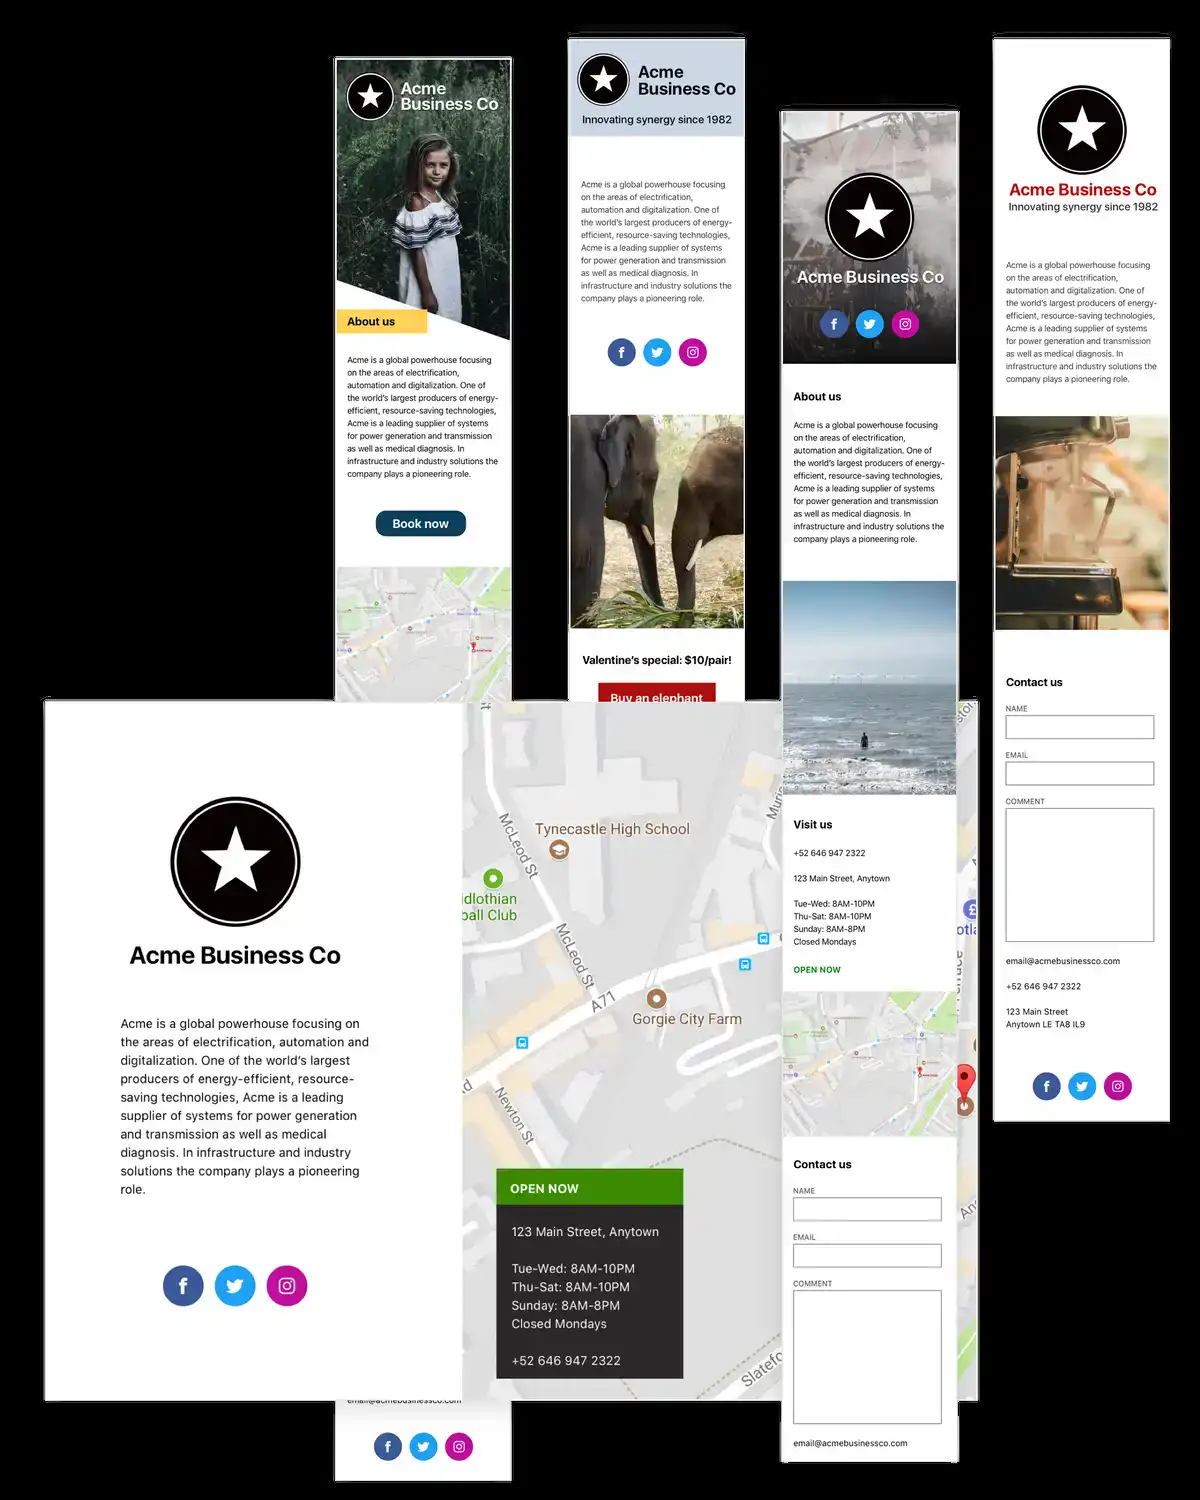 Acme
Business Co
About us
Acme is a global powerhouse focusing
on the areas of electrification,
automation and digitalization. One of
the world's largest producers of energy-
efficient, resource-saving technologies,
Acme is a leading supplier of systems
for power generation and transmission
as well as medical diagnosis. In
infrastructure and industry solutions the
company plays a pioneering role.
Book now
Acme
Business Co
Innovating synergy since 1982
Acme is a global powerhouse focusing
on the areas of electrification,
automation and digitalization. One of
the world's largest producers of energy-
efficient, resource-saving technologies,
Acme is a leading supplier of systems
for power generation and transmission
as well as medical diagnosis. In
infrastructure and industry solutions the
company plays a pioneering role.
Valentine's special: $10/pair!
Buy an elephant
Acme Business Co
About us
Acme is a global powerhouse focusing
on the areas of electrification,
automation and digitalization. One of
the world's largest producers of energy-
efficient, resource-saving technologies,
Acme is a leading supplier of systems
for power generation and transmission
as well as medical diagnosis. In
infrastructure and industry solutions the
company plays a pioneering role.
Visit us
+52 646 947 2322
123 Main Street, Anytown
Tue-Wed: 8AM-10PM
Thu-Sat: 8AM-10PM
Sunday: 8AM-8PM
Closed Mondays
OPEN NOW
Contact us
NAME
EMAIL
COMMENT
email@acmebusinessco.com
Acme Business Co
Innovating synergy since 1982
Acme is a global powerhouse focusing
on the areas of electrification,
automation and digitalization. One of
the world's largest producers of energy-
efficient, resource-saving technologies,
Acme is a leading supplier of systems
for power generation and transmission
as well as medical diagnosis. In
infrastructure and industry solutions the
company plays a pioneering role.
Contact us
NAME
EMAIL
COMMENT
email@acmebusinessco.com
+52 646 947 2322
123 Main Street
Anytown LE TA8 IL9
Acme Business Co
Acme is a global powerhouse focusing on
the areas of electrification, automation and
digitalization. One of the world's largest
producers of energy-efficient, resource-
saving technologies, Acme is a leading
supplier of systems for power generation
and transmission as well as medical
diagnosis. In infrastructure and industry
solutions the company plays a pioneering
role.
Tynecastle High School
McLeod St
dlothian
ball Club
McLeod St
A71
Gorgie City Farm
Newton St
Slatefo
OPEN NOW
123 Main Street, Anytown
Tue-Wed: 8AM-10PM
Thu-Sat: 8AM-10PM
Sunday: 8AM-8PM
Closed Mondays
+52 646 947 2322
email@acmebusinessco.com